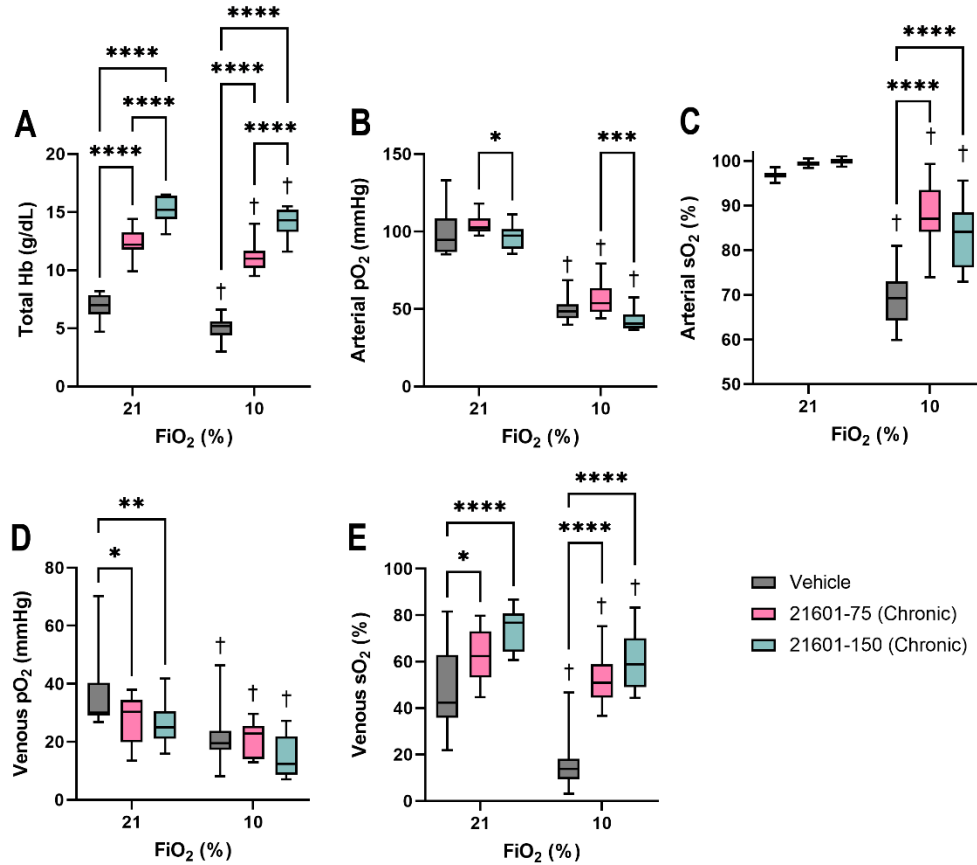 A
Total Hb (g/dL)
20
15
10
5
0
**** **** ****
**** **** ****
† † †
21 10
FiO₂ (%)
B
Arterial pO₂ (mmHg)
150
100
50
0
* ***
† † †
21 10
FiO₂ (%)
C
Arterial sO₂ (%)
100
90
80
70
60
50
**** ****
† † †
21 10
FiO₂ (%)
D
Venous pO₂ (mmHg)
80
60
40
20
0
** *
† † †
21 10
FiO₂ (%)
E
Venous sO₂ (%)
100
80
60
40
20
0
**** *
**** ****
† † †
21 10
FiO₂ (%)
Vehicle
21601-75 (Chronic)
21601-150 (Chronic)